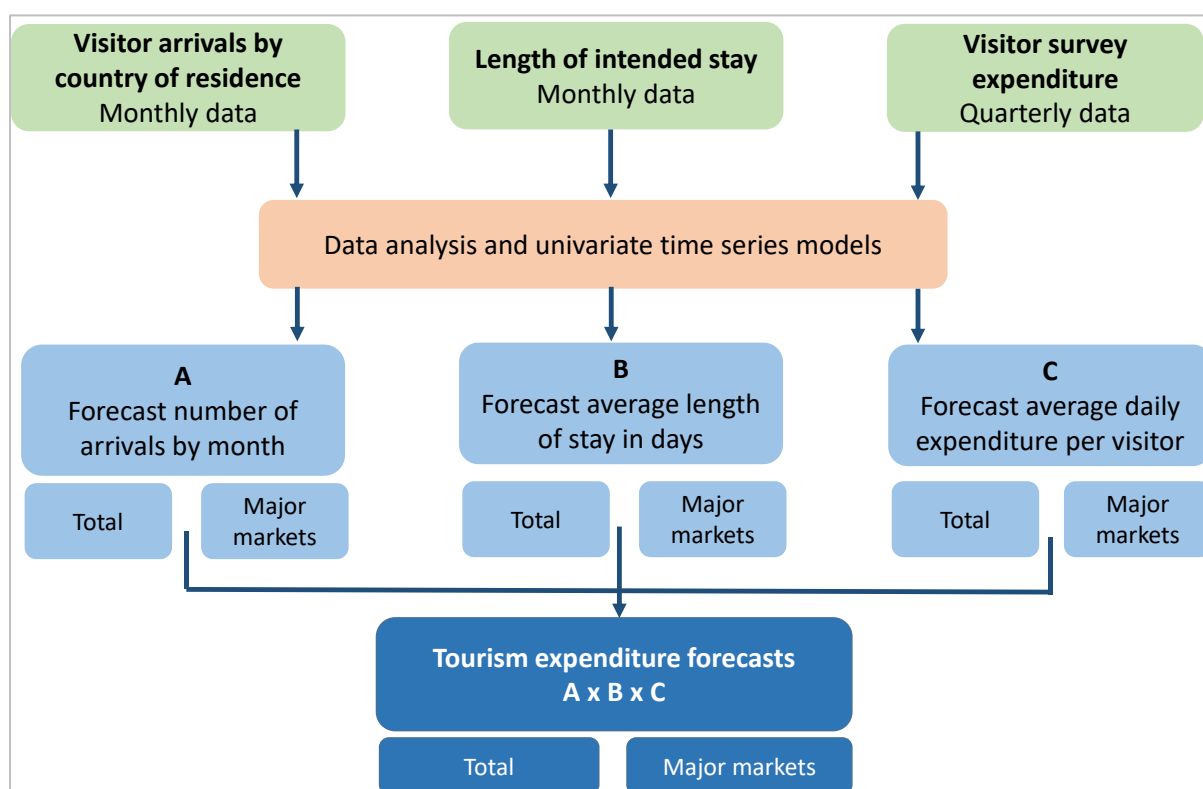 Visitor arrivals by
country of residence
Monthly data
Length of intended stay
Monthly data
Visitor survey
expenditure
Quarterly data
Data analysis and univariate time series models
A
Forecast number of
arrivals by month
B
Forecast average length
of stay in days
C
Forecast average daily
expenditure per visitor
Total
Major
markets
Total
Major
markets
Total
Major
markets
Tourism expenditure forecasts
A x B x C
Total
Major markets